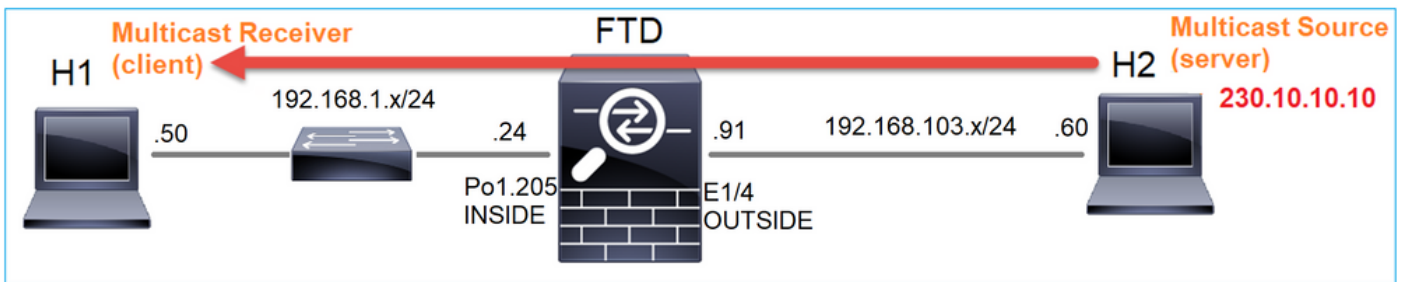 Multicast Receiver
(client)
H1
192.168.1.x/24
.50
.24
Po1.205
INSIDE
FTD
.91
E1/4
OUTSIDE
192.168.103.x/24
.60
H2
Multicast Source
(server)
230.10.10.10